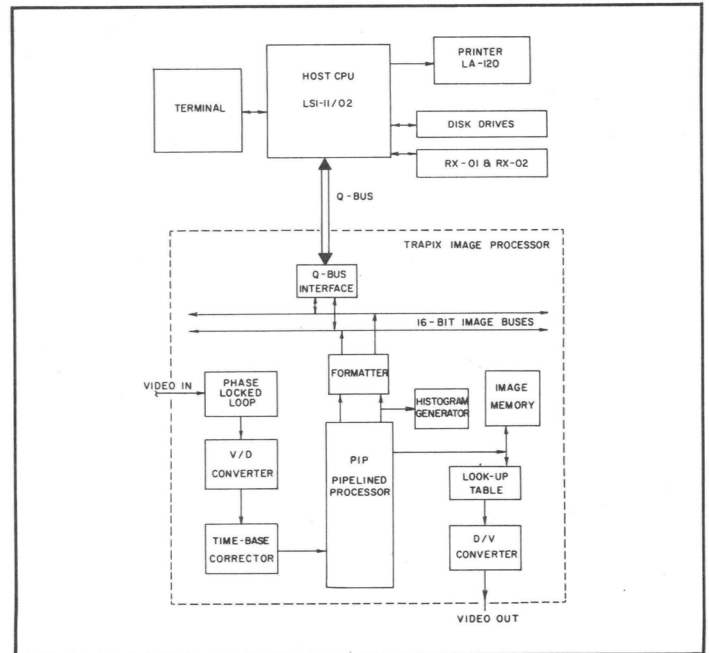 PRINTER
LA-120
HOST CPU
LSI-11/02
TERMINAL
DISK DRIVES
RX-01 & RX-02
Q-BUS
TRAPIX IMAGE PROCESSOR
Q-BUS
INTERFACE
16-BIT IMAGE BUSES
FORMATTER
VIDEO IN
PHASE
LOCKED
LOOP
HISTOGRAM
GENERATOR
IMAGE
MEMORY
V/D
CONVERTER
PIP
PIPELINED
PROCESSOR
LOOK-UP
TABLE
TIME-BASE
CORRECTOR
D/V
CONVERTER
VIDEO OUT